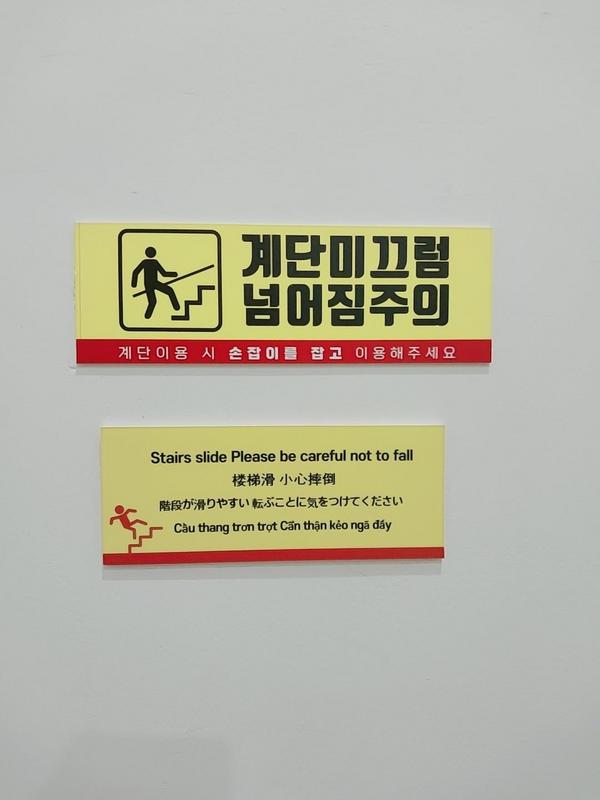 계단미끄럼
넘어짐주의
계단이용 시 손잡이를 잡고 이용해주세요
Stairs slide Please be careful not to fall
楼梯滑 小心摔倒
階段が滑りやすい 転ぶことに気をつけてください
Cầu thang trơn trợt Cẩn thận kẻo ngã đấy